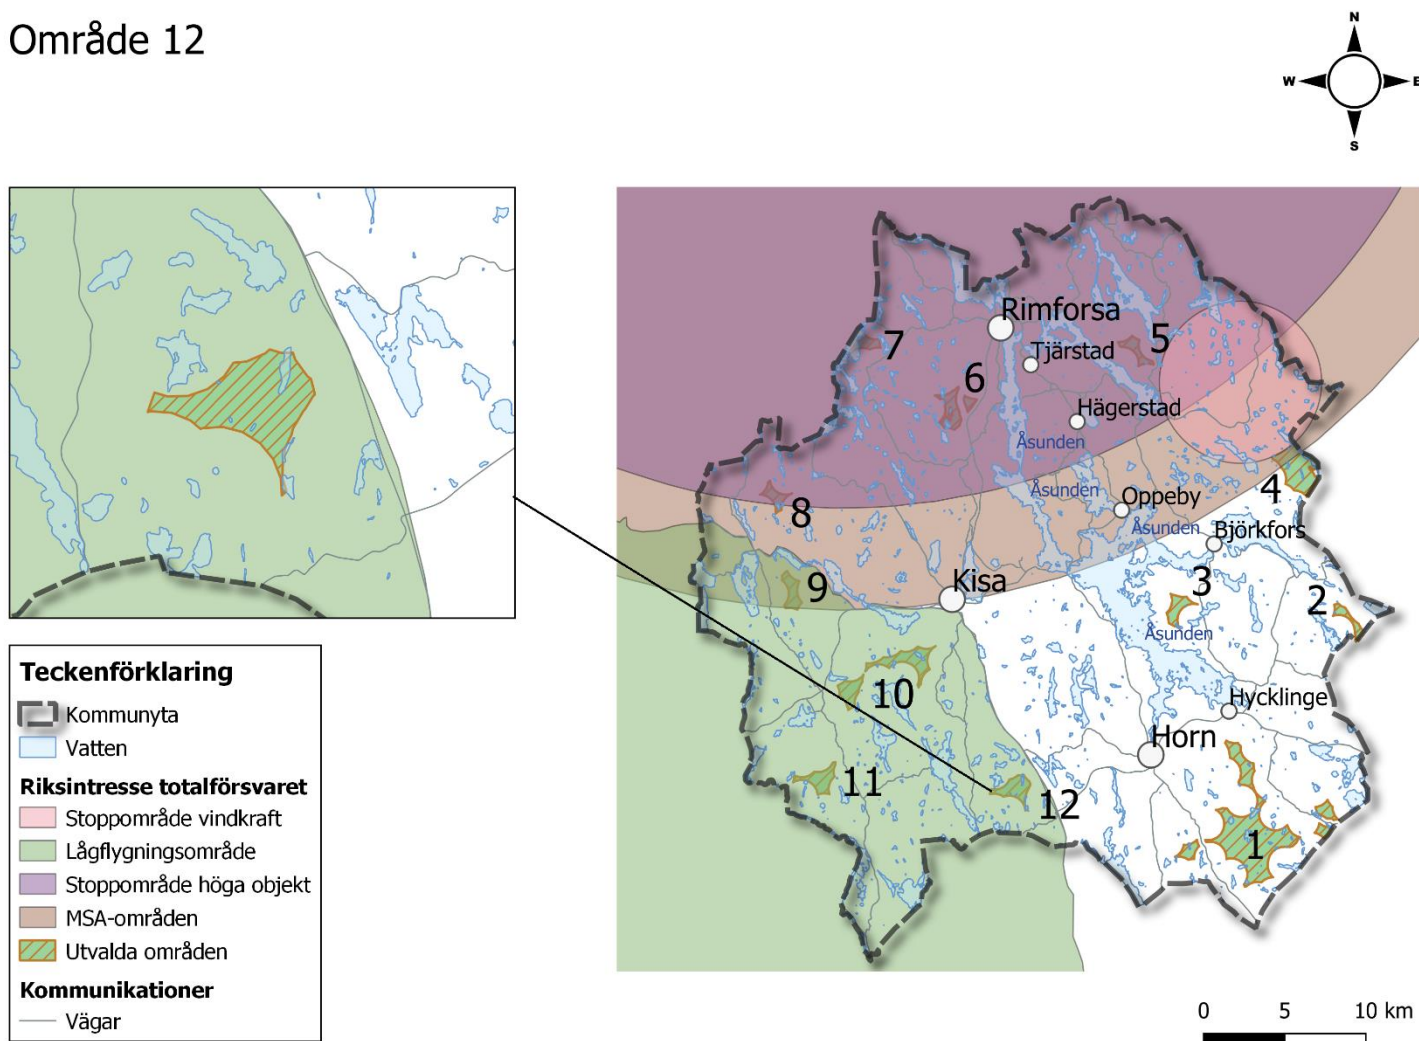 Område 12
N
W
E
S
Rimforsa
7
Tjärstad
5
6
Hägerstad
Åsunden
4
8
Åsunden
Oppeby
Åsunden
Björkfors
9
Kisa
3
2
Åsunden
10
Hycklinge
Horn
11
12
1
Teckenförklaring
Kommunyta
Vatten
Riksintresse totalförsvaret
Stoppområde vindkraft
Lågflygningsområde
Stoppområde höga objekt
MSA-områden
Utvalda områden
Kommunikationer
Vägar
0 5 10 km